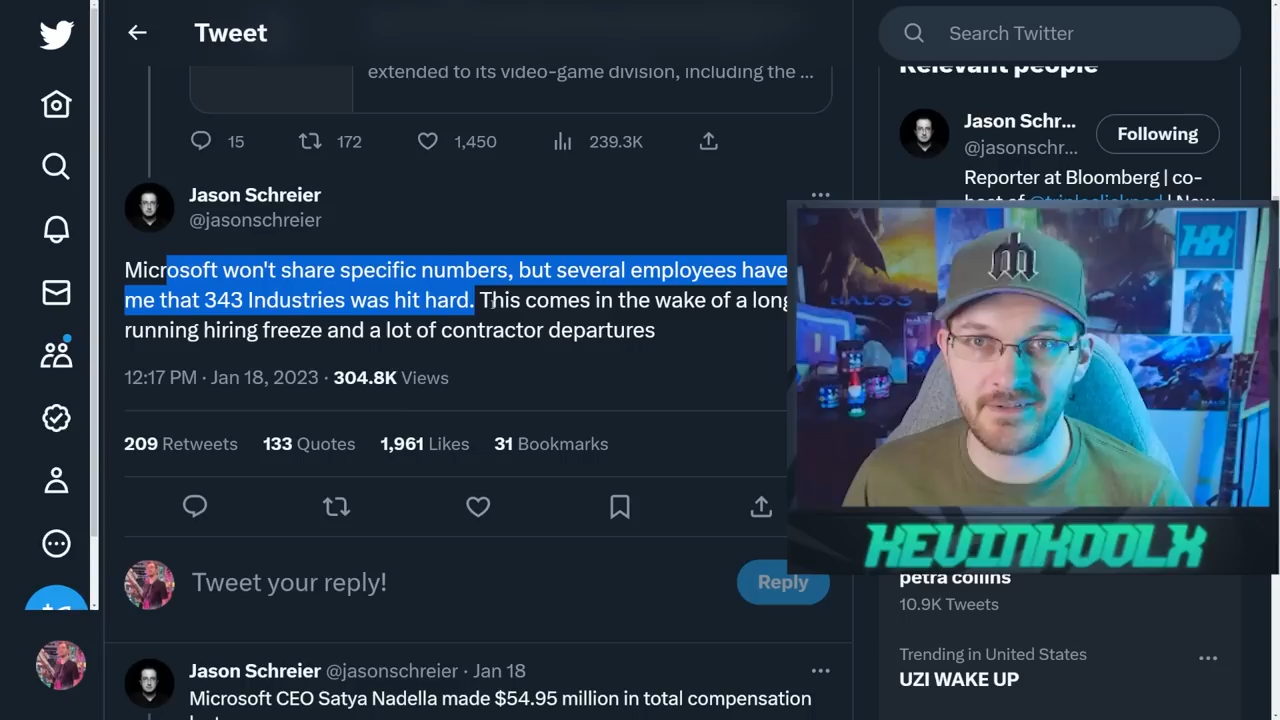 Tweet
Search Twitter
extended to its video-game division, including the ...
Relevant people
15
172
1,450
239.3K
Jason Schr...
@jasonschr...
Following
Reporter at Bloomberg | co-
host of @tripleclickpod | Now
Jason Schreier
@jasonschreier
Microsoft won't share specific numbers, but several employees have
me that 343 Industries was hit hard. This comes in the wake of a long
running hiring freeze and a lot of contractor departures
12:17 PM · Jan 18, 2023 · 304.8K Views
209 Retweets 133 Quotes 1,961 Likes 31 Bookmarks
HALOS
KEVINKOOLX
Tweet your reply!
Reply
petra collins
10.9K Tweets
Trending in United States
UZI WAKE UP
Jason Schreier @jasonschreier · Jan 18
Microsoft CEO Satya Nadella made $54.95 million in total compensation